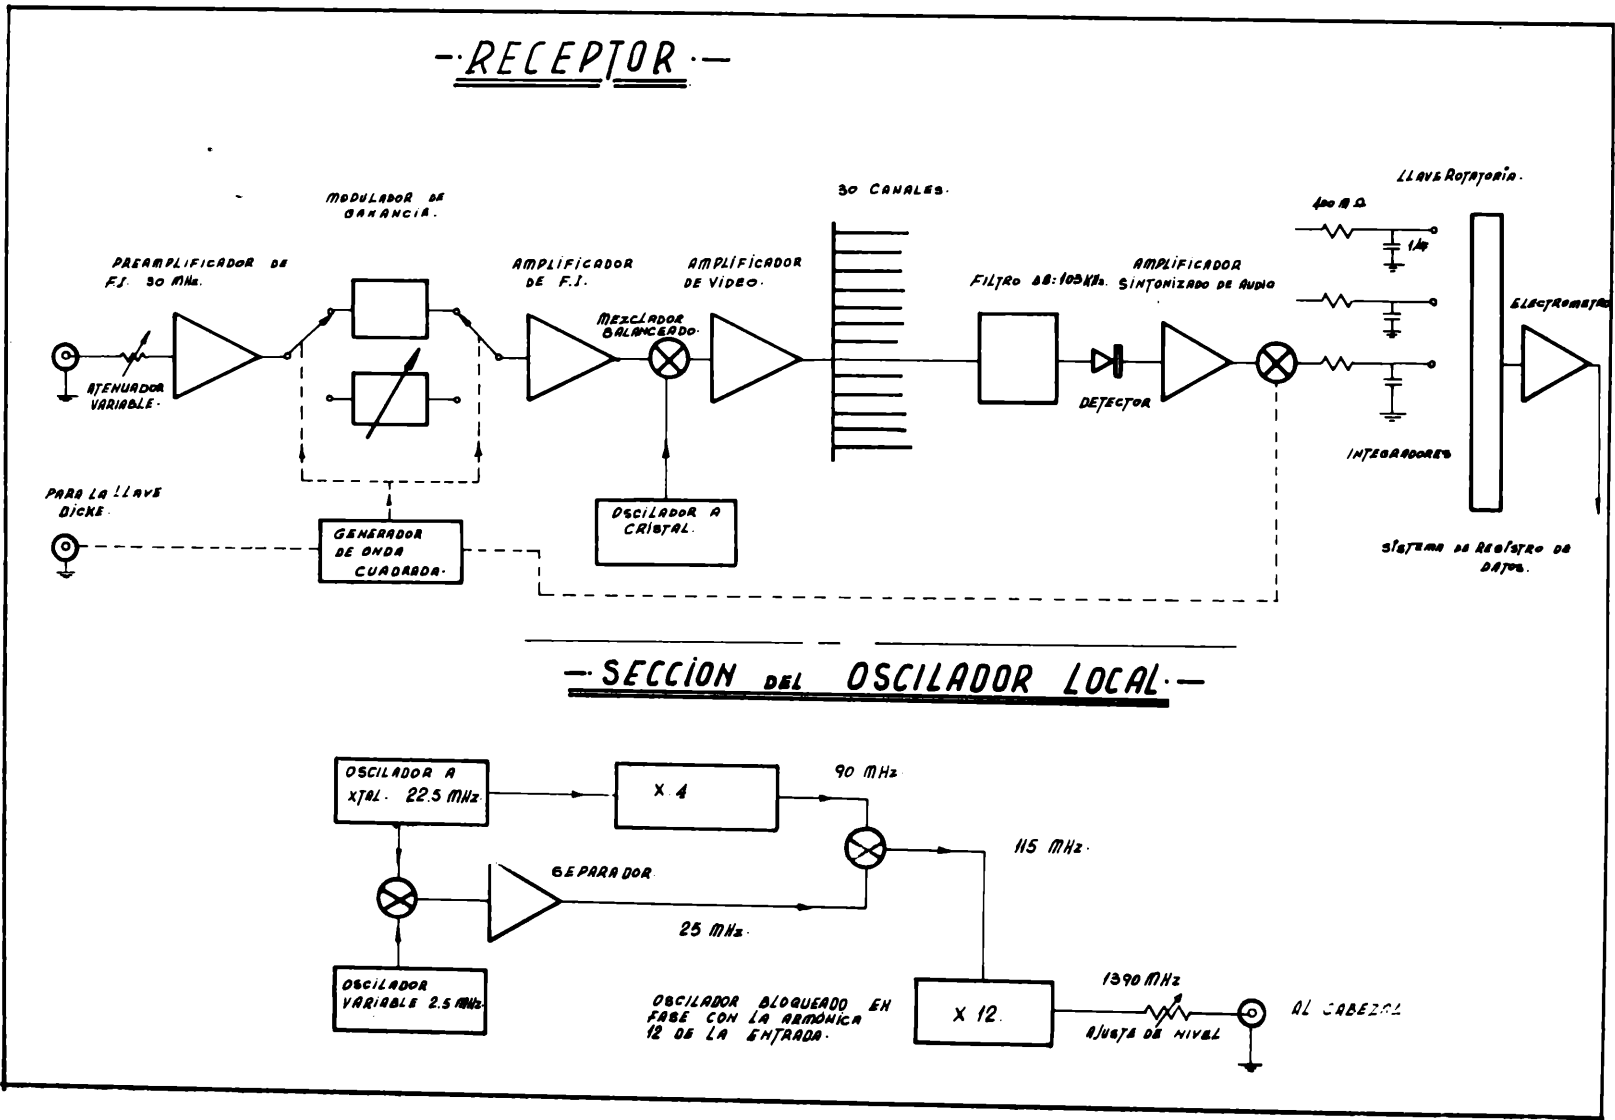 -·RECEPTOR·-
MODULADOR DE
GANANCIA.
30 CANALES.
LLAVE ROTATORIA.
400 MΩ
PREAMPLIFICADOR DE
F.I. 30 MHz.
AMPLIFICADOR
DE F.I.
AMPLIFICADOR
DE VIDEO.
FILTRO
AMPLIFICADOR
SINTONIZADO DE AUDIO
ELECTROMETRO
MEZCLADOR
BALANCEADO.
ATENUADOR
VARIABLE.
DETECTOR
INTEGRADORES
PARA LA LLAVE
DICKE.
GENERADOR
DE ONDA
CUADRADA.
OSCILADOR A
CRISTAL.
SISTEMA DE REGISTRO DE
DATOS.
-·SECCION DEL OSCILADOR LOCAL·-
OSCILADOR A
XTAL. 22.5 MHz.
X 4
90 MHz
115 MHz.
SEPARADOR.
25 MHz.
OSCILADOR
VARIABLE 2.5 MHz.
OSCILADOR BLOQUEADO EN
FASE CON LA ARMÓNICA
12 DE LA ENTRADA.
X 12.
1390 MHz
AJUSTE DE NIVEL
AL CABEZAL